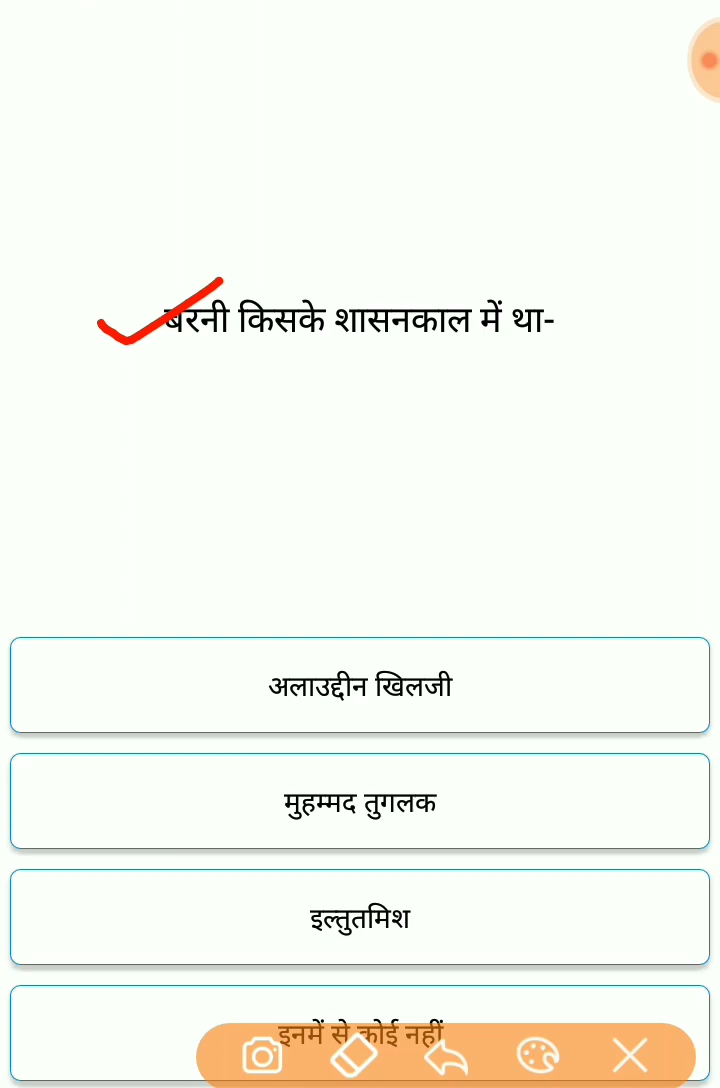 बरनी किसके शासनकाल में था-
अलाउद्दीन खिलजी
मुहम्मद तुगलक
इल्तुतमिश
इनमें से कोई नहीं